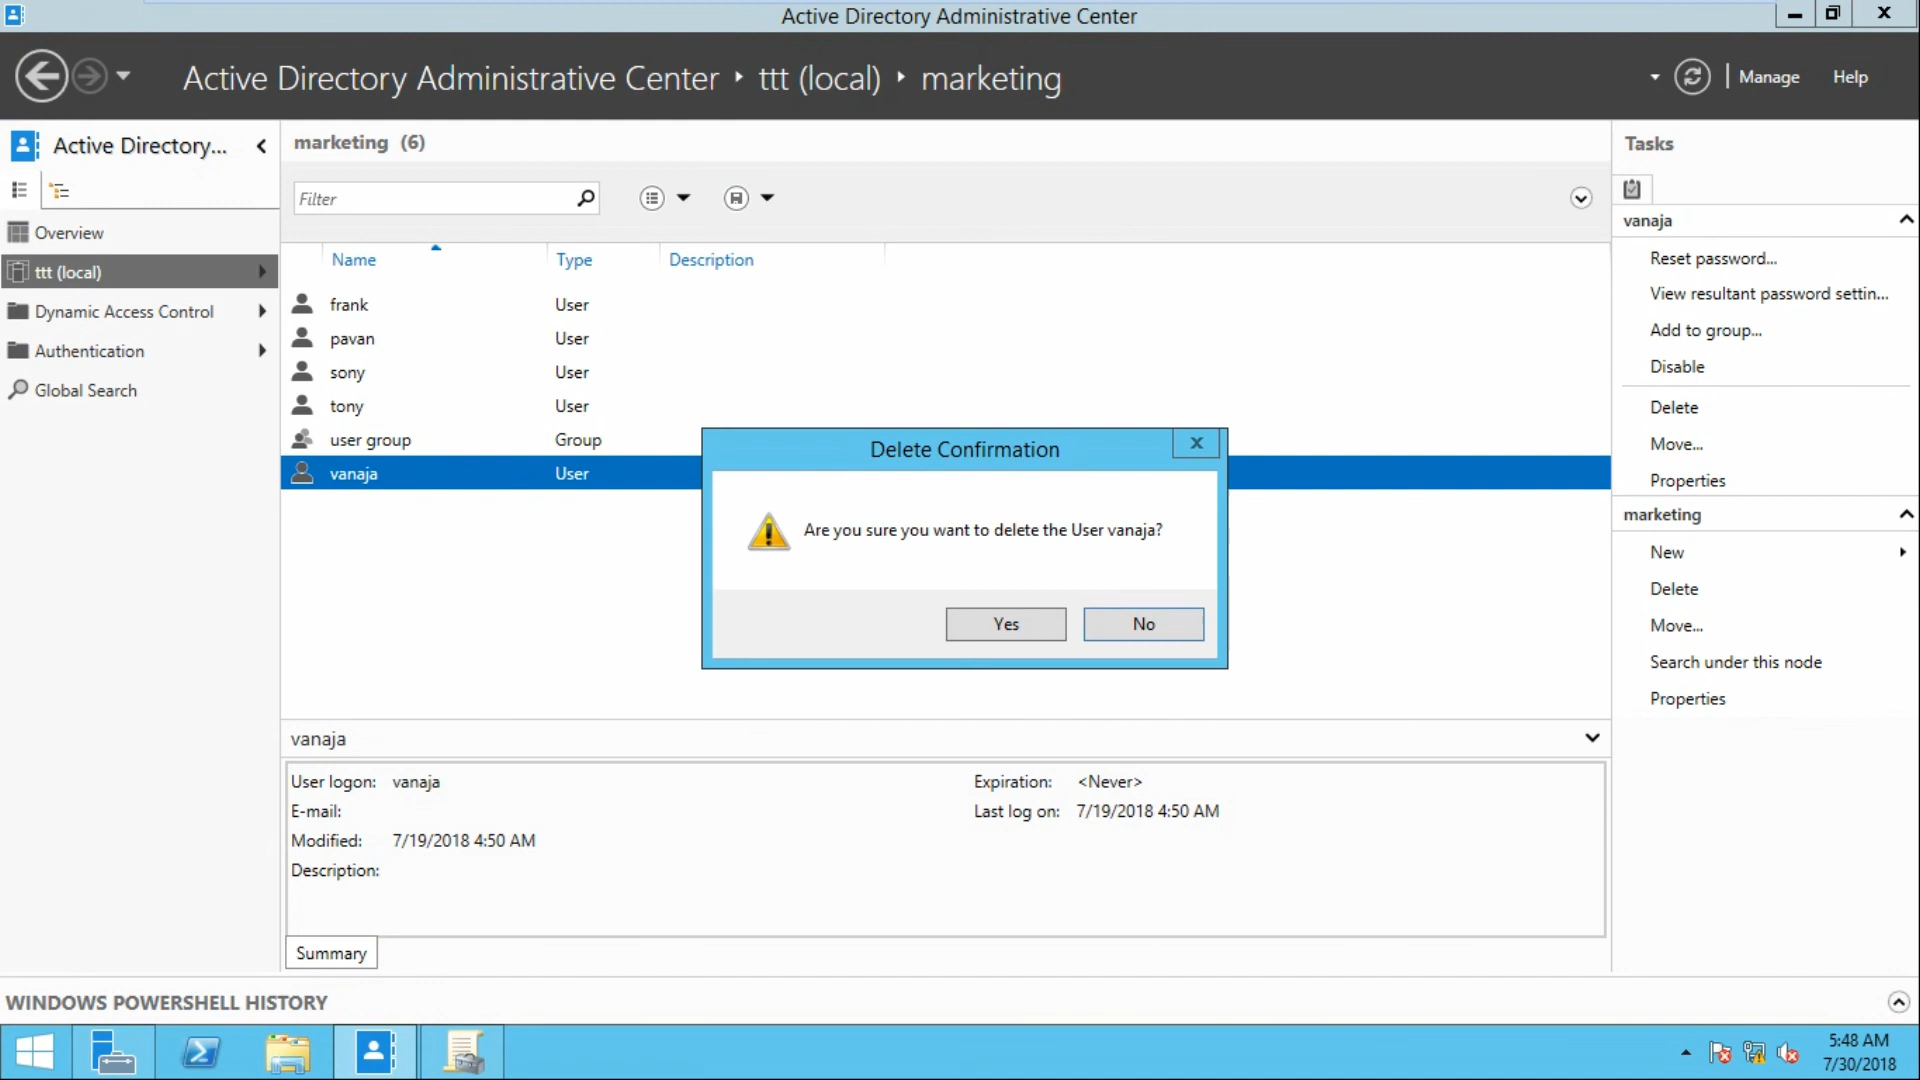 Active Directory Administrative Center
Active Directory Administrative Center ‣ ttt (local) ‣ marketing
Manage
Help
Active Directory...
Overview
ttt (local)
Dynamic Access Control
Authentication
Global Search
marketing (6)
Filter
Name Type Description
frank User
pavan User
sony User
tony User
user group Group
vanaja User
Delete Confirmation
X
Are you sure you want to delete the User vanaja?
Yes No
vanaja
User logon: vanaja
E-mail:
Modified: 7/19/2018 4:50 AM
Description:
Expiration: <Never>
Last log on: 7/19/2018 4:50 AM
Summary
Tasks
vanaja
Reset password...
View resultant password settin...
Add to group...
Disable
Delete
Move...
Properties
marketing
New
Delete
Move...
Search under this node
Properties
WINDOWS POWERSHELL HISTORY
5:48 AM
7/30/2018